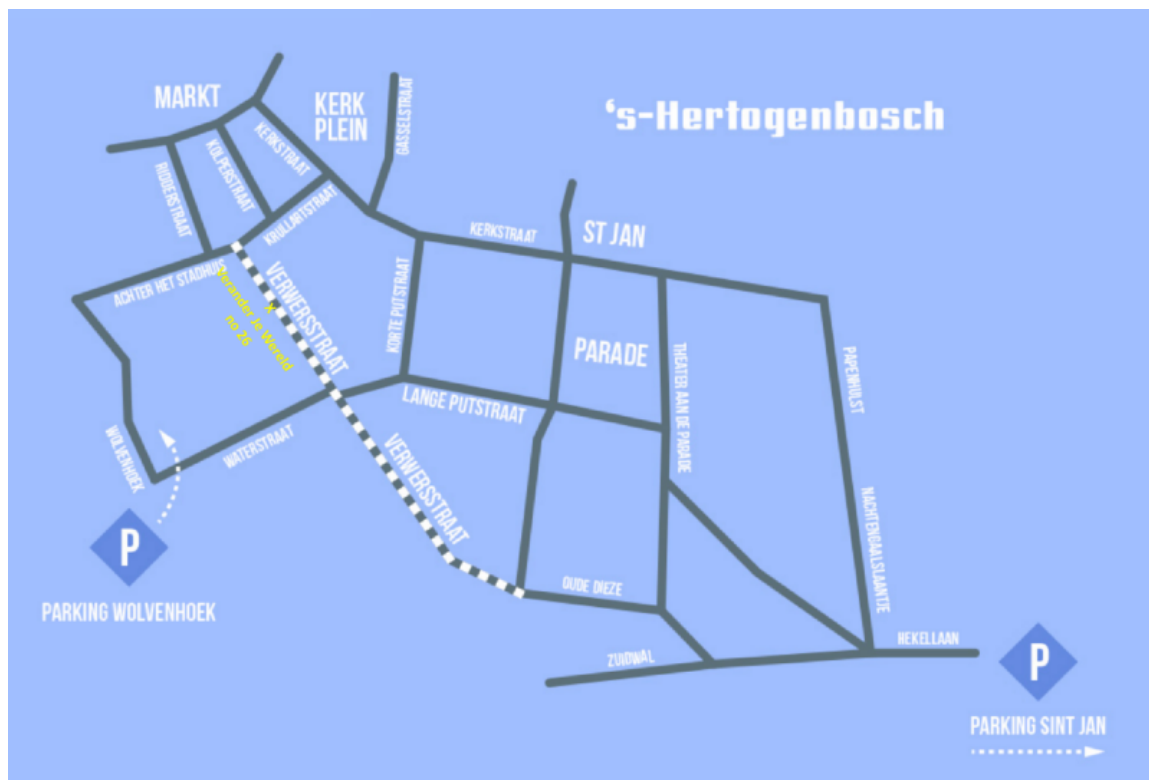 MARKT
KERK
PLEIN
GASSELSTRAAT
's-Hertogenbosch
RIDDERSTRAAT
KOLPERSTRAAT
KERKSTRAAT
KRULLARTSTRAAT
KERKSTRAAT
ST JAN
ACHTER HET STADHUIS
Verander Je Wereld
no 26
x
VERWERSSTRAAT
KORTE PUTSTRAAT
PARADE
THEATER AAN DE PARADE
PAPENHULST
LANGE PUTSTRAAT
WOLVENHOEK
WATERSTRAAT
VERWERSSTRAAT
NACHTEGAALSLAANTJE
P
PARKING WOLVENHOEK
OUDE DIEZE
ZUIDWAL
HEKELLAAN
P
PARKING SINT JAN